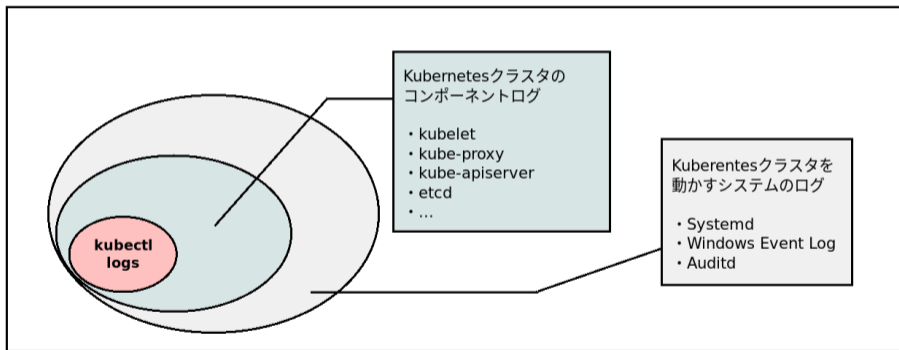 Kubernetesクラスタの
コンポーネントログ
・kubelet
・kube-proxy
・kube-apiserver
・etcd
・...
Kuberentesクラスタを
動かすシステムのログ
・Systemd
・Windows Event Log
・Auditd
kubectl
logs